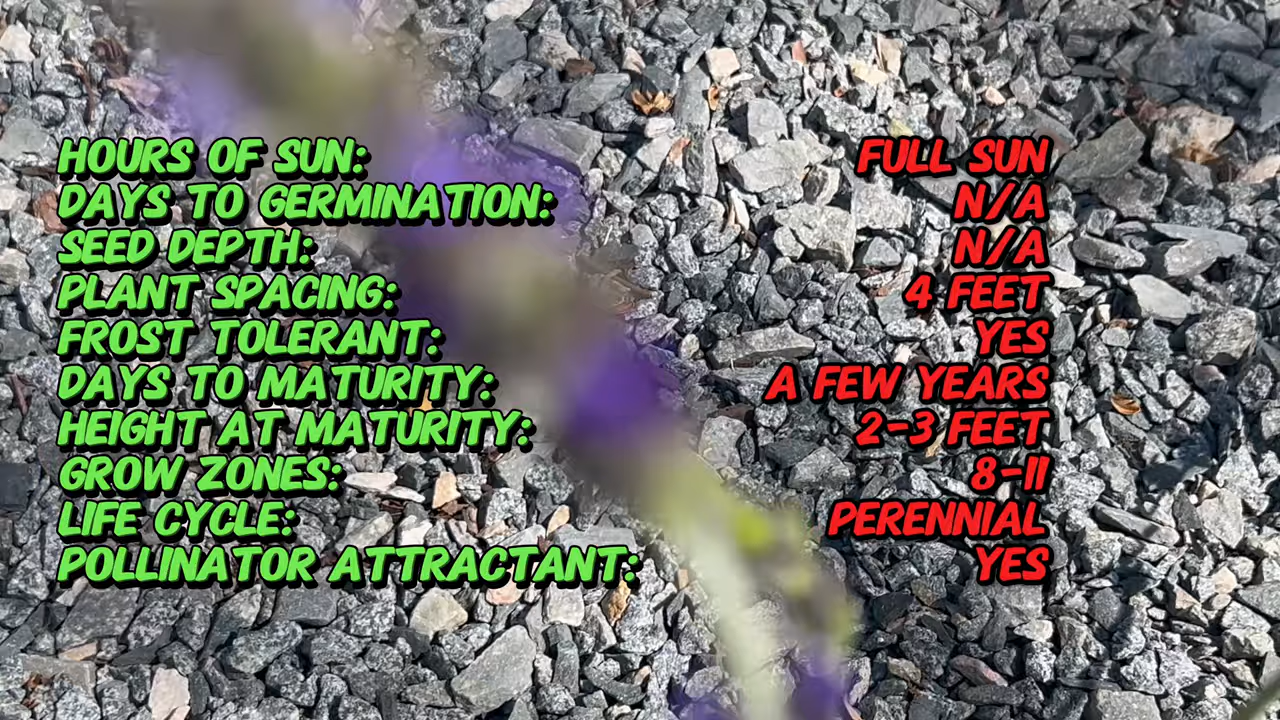 HOURS OF SUN: FULL SUN
DAYS TO GERMINATION: N/A
SEED DEPTH: N/A
PLANT SPACING: 4 FEET
FROST TOLERANT: YES
DAYS TO MATURITY: A FEW YEARS
HEIGHT AT MATURITY: 2-3 FEET
GROW ZONES: 8-11
LIFE CYCLE: PERENNIAL
POLLINATOR ATTRACTANT: YES